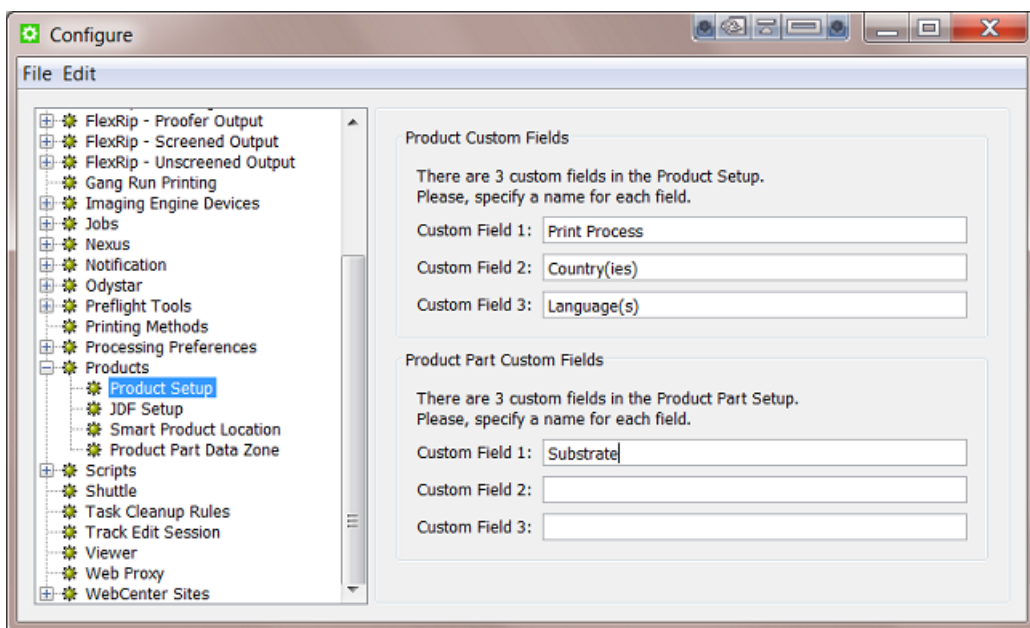 Configure
File Edit
FlexRip - Proofer Output
FlexRip - Screened Output
FlexRip - Unscreened Output
Gang Run Printing
Imaging Engine Devices
Jobs
Nexus
Notification
Odystar
Preflight Tools
Printing Methods
Processing Preferences
Products
Product Setup
JDF Setup
Smart Product Location
Product Part Data Zone
Scripts
Shuttle
Task Cleanup Rules
Track Edit Session
Viewer
Web Proxy
WebCenter Sites
Product Custom Fields
There are 3 custom fields in the Product Setup.
Please, specify a name for each field.
Custom Field 1: Print Process
Custom Field 2: Country(ies)
Custom Field 3: Language(s)
Product Part Custom Fields
There are 3 custom fields in the Product Part Setup.
Please, specify a name for each field.
Custom Field 1: Substrate
Custom Field 2:
Custom Field 3: